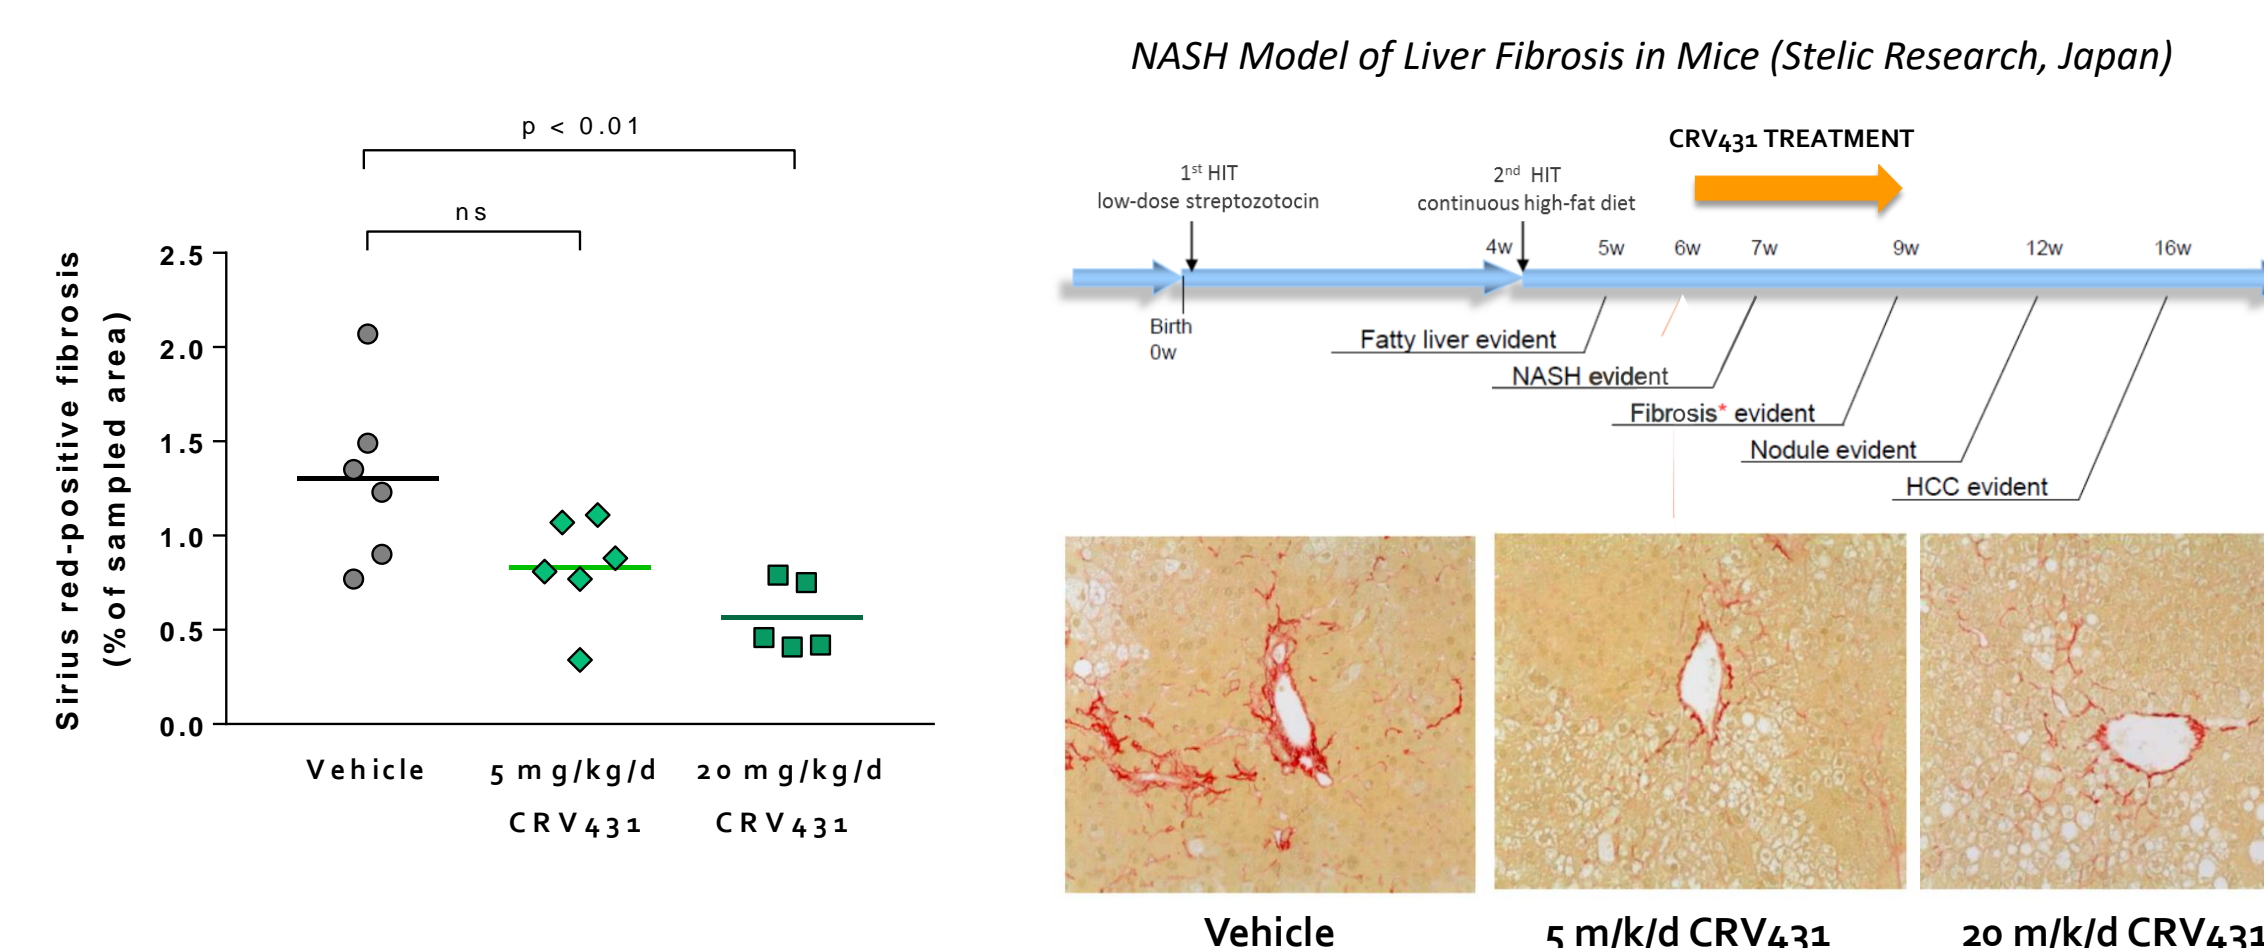 NASH Model of Liver Fibrosis in Mice (Stelic Research, Japan)
p < 0.01
ns
Sirius red-positive fibrosis
(% of sampled area)
2.5
2.0
1.5
1.0
0.5
0.0
Vehicle
5 mg/kg/d
CRV431
20 mg/kg/d
CRV431
CRV431 TREATMENT
1st HIT
low-dose streptozotocin
2nd HIT
continuous high-fat diet
4w
5w
6w
7w
9w
12w
16w
Birth
0w
Fatty liver evident
NASH evident
Fibrosis* evident
Nodule evident
HCC evident
Vehicle
5 m/k/d CRV431
20 m/k/d CRV431